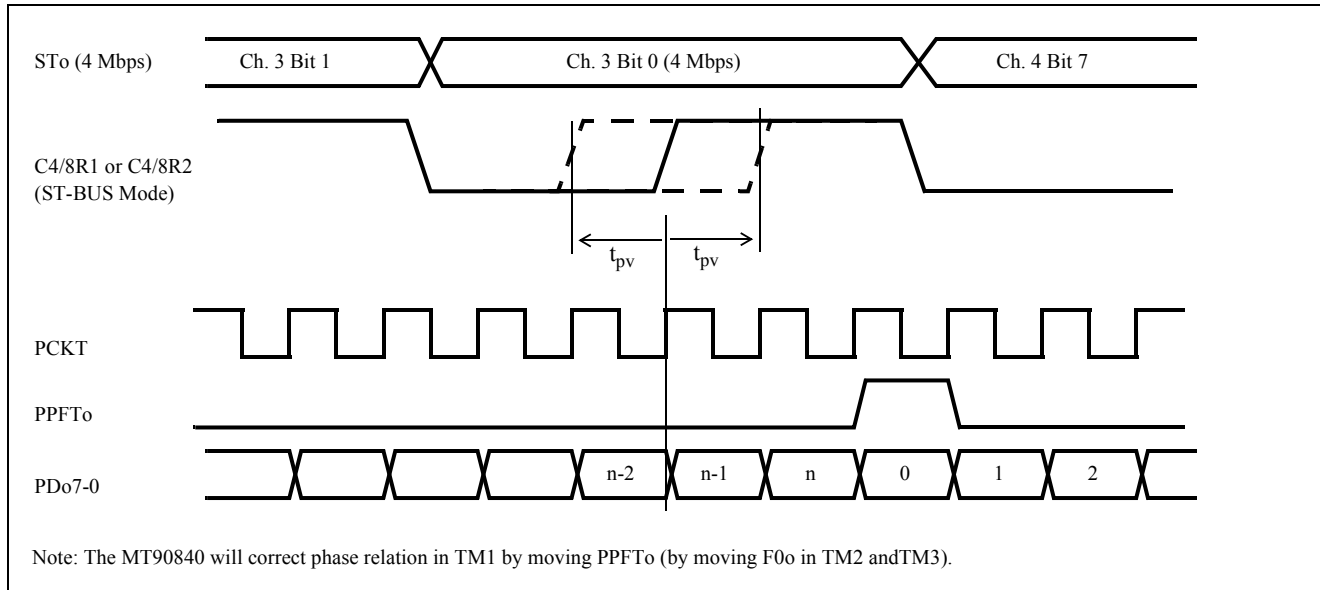 STo (4 Mbps)
Ch. 3 Bit 1
Ch. 3 Bit 0 (4 Mbps)
Ch. 4 Bit 7
C4/8R1 or C4/8R2
(ST-BUS Mode)
tpv
tpv
PCKT
PPFTo
PDo7-0
n-2
n-1
n
0
1
2
Note: The MT90840 will correct phase relation in TM1 by moving PPFTo (by moving F0o in TM2 andTM3).